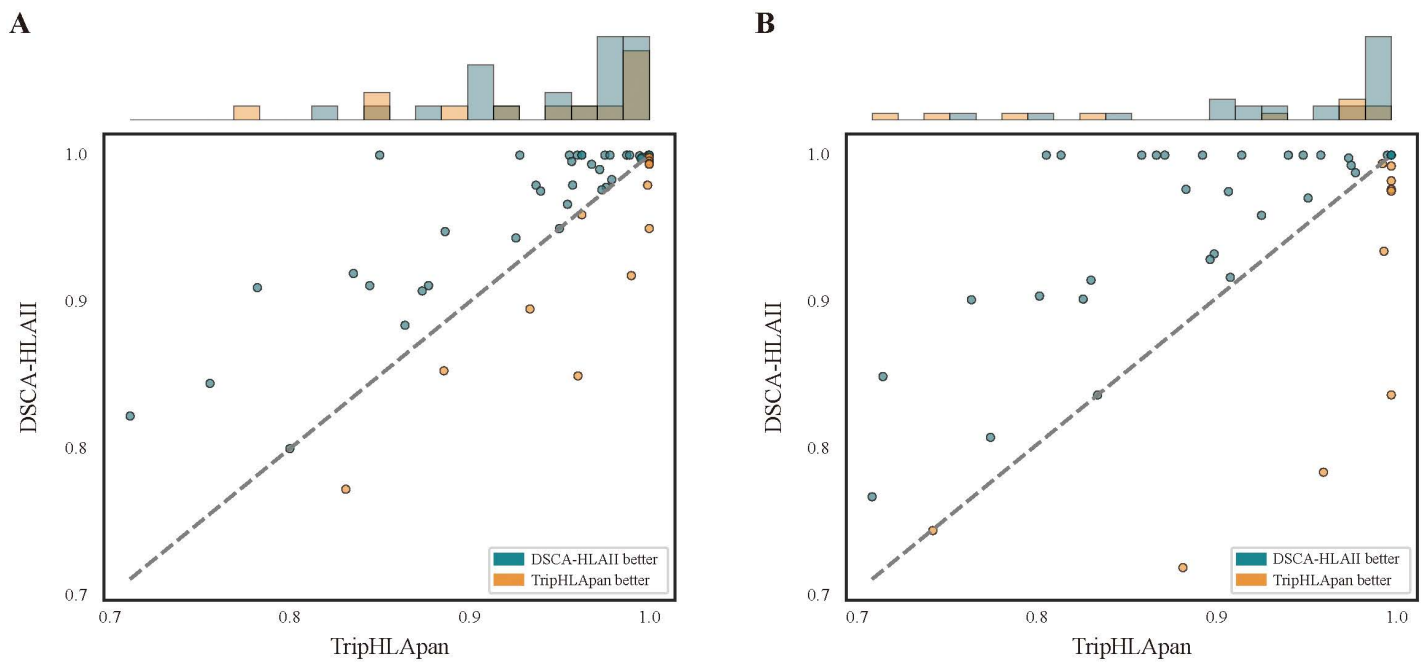 A
1.0
0.9
0.8
0.7
DSCA-HLAII
DSCA-HLAII better
TripHLApan better
0.7 0.8 0.9 1.0
TripHLApan
B
1.0
0.9
0.8
0.7
DSCA-HLAII
DSCA-HLAII better
TripHLApan better
0.7 0.8 0.9 1.0
TripHLApan